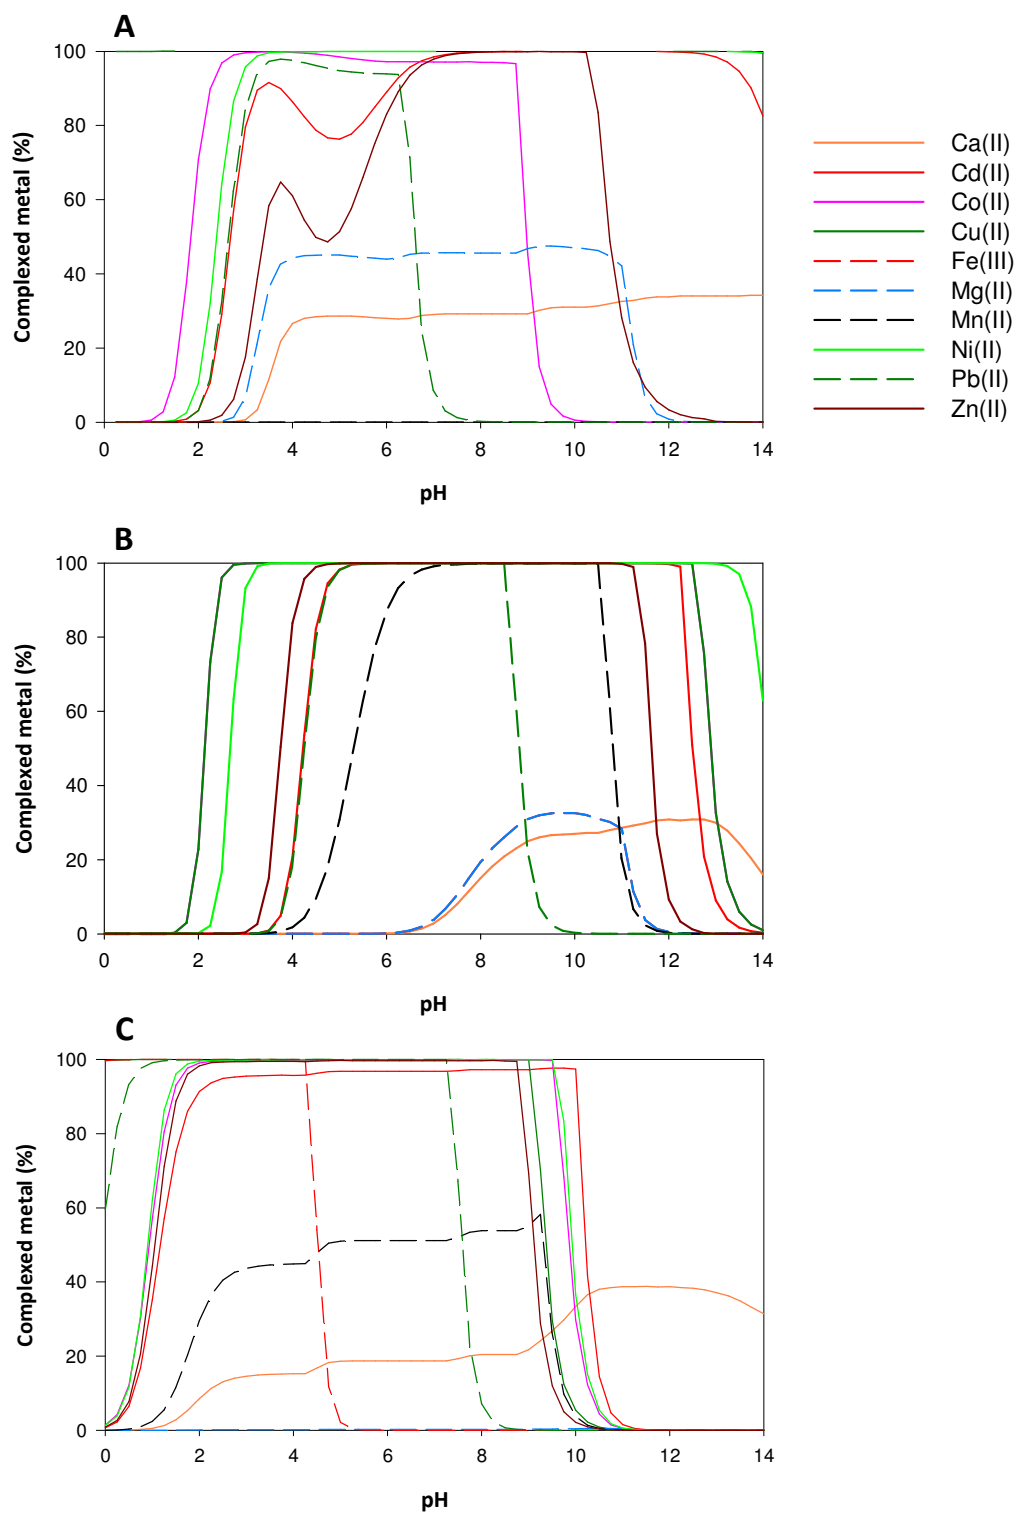 A
100
80
60
40
20
0
Complexed metal (%)
0 2 4 6 8 10 12 14
pH
Ca(II)
Cd(II)
Co(II)
Cu(II)
Fe(III)
Mg(II)
Mn(II)
Ni(II)
Pb(II)
Zn(II)
B
100
80
60
40
20
0
Complexed metal (%)
0 2 4 6 8 10 12 14
pH
C
100
80
60
40
20
0
Complexed metal (%)
0 2 4 6 8 10 12 14
pH